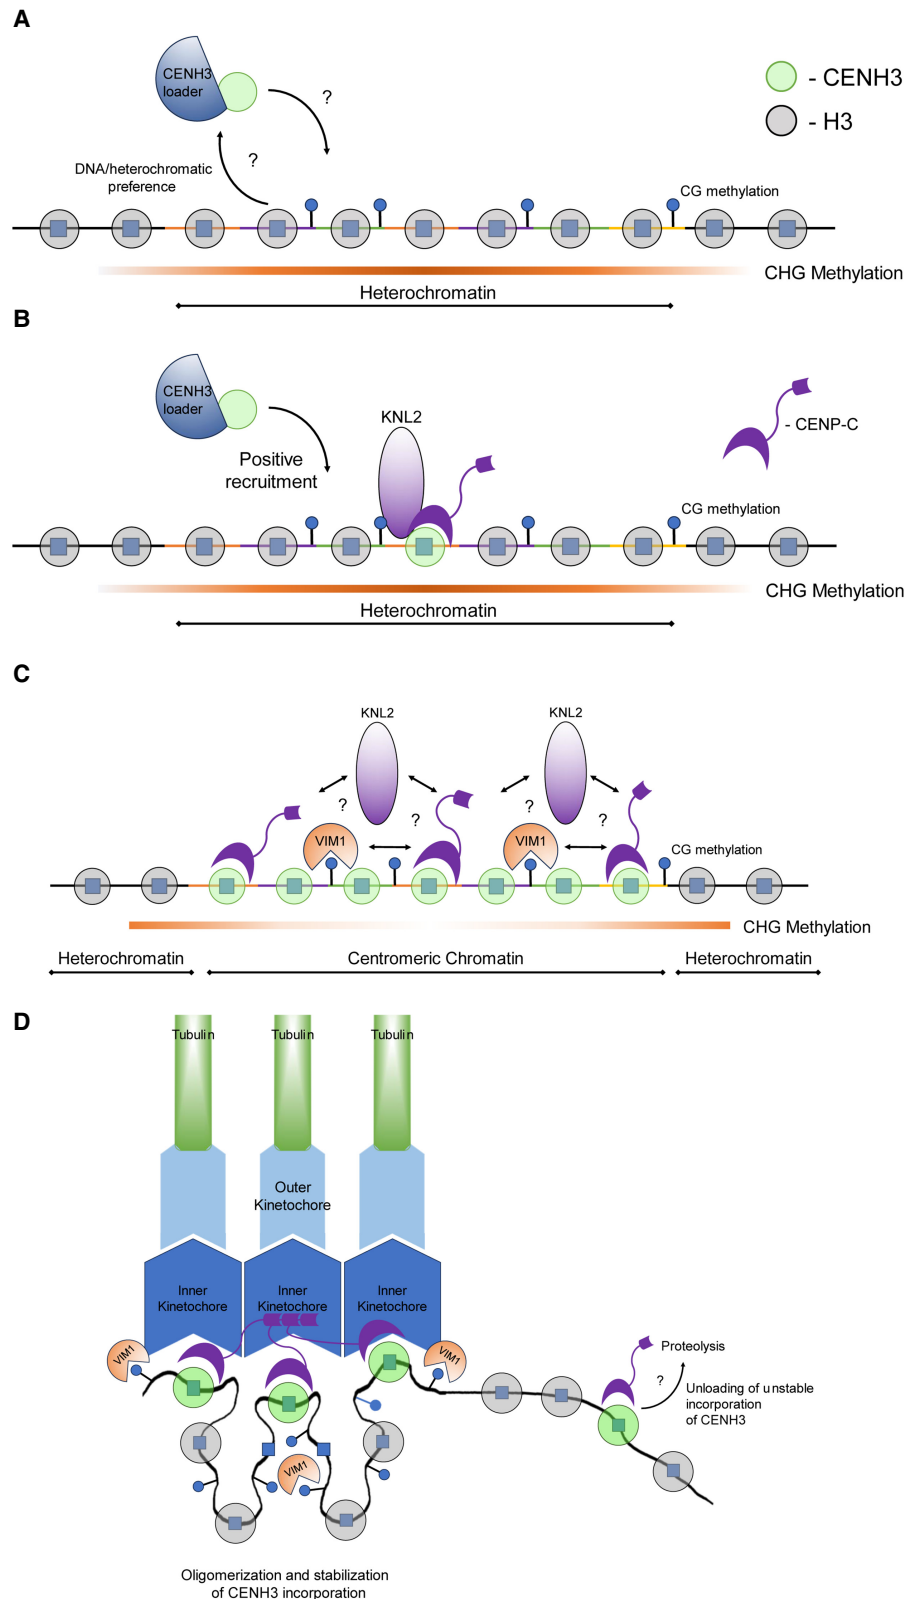 A
CENH3
loader
?
- CENH3
- H3
?
DNA/heterochromatic
preference
CG methylation
CHG Methylation
Heterochromatin
B
CENH3
loader
KNL2
- CENP-C
Positive
recruitment
CG methylation
CHG Methylation
Heterochromatin
C
KNL2
KNL2
?
?
?
?
VIM1
VIM1
CG methylation
CHG Methylation
Heterochromatin
Centromeric Chromatin
Heterochromatin
D
Tubulin
Tubulin
Tubulin
Outer
Kinetochore
Inner
Kinetochore
Inner
Kinetochore
Inner
Kinetochore
VIM1
VIM1
Proteolysis
?
Unloading of unstable
incorporation
of CENH3
VIM1
Oligomerization and stabilization
of CENH3 incorporation